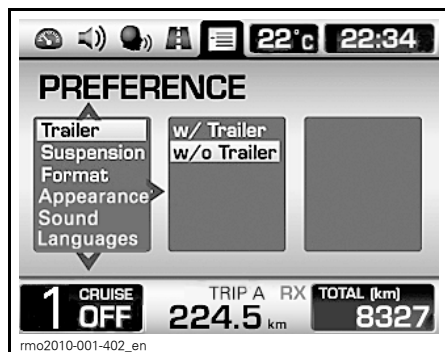 22°c 22:34
PREFERENCE
Trailer w/ Trailer
Suspension w/o Trailer
Format
Appearance
Sound
Languages
1 CRUISE OFF TRIP A RX 224.5 km TOTAL (km) 8327
rmo2010-001-402_en